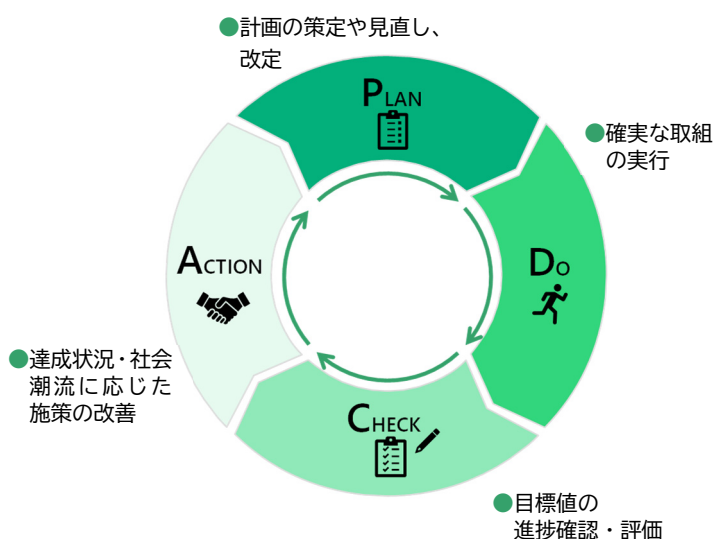 ●計画の策定や見直し、
改定
PLAN
●確実な取組
の実行
DO
ACTION
●達成状況・社会
潮流に応じた
施策の改善
CHECK
●目標値の
進捗確認・評価